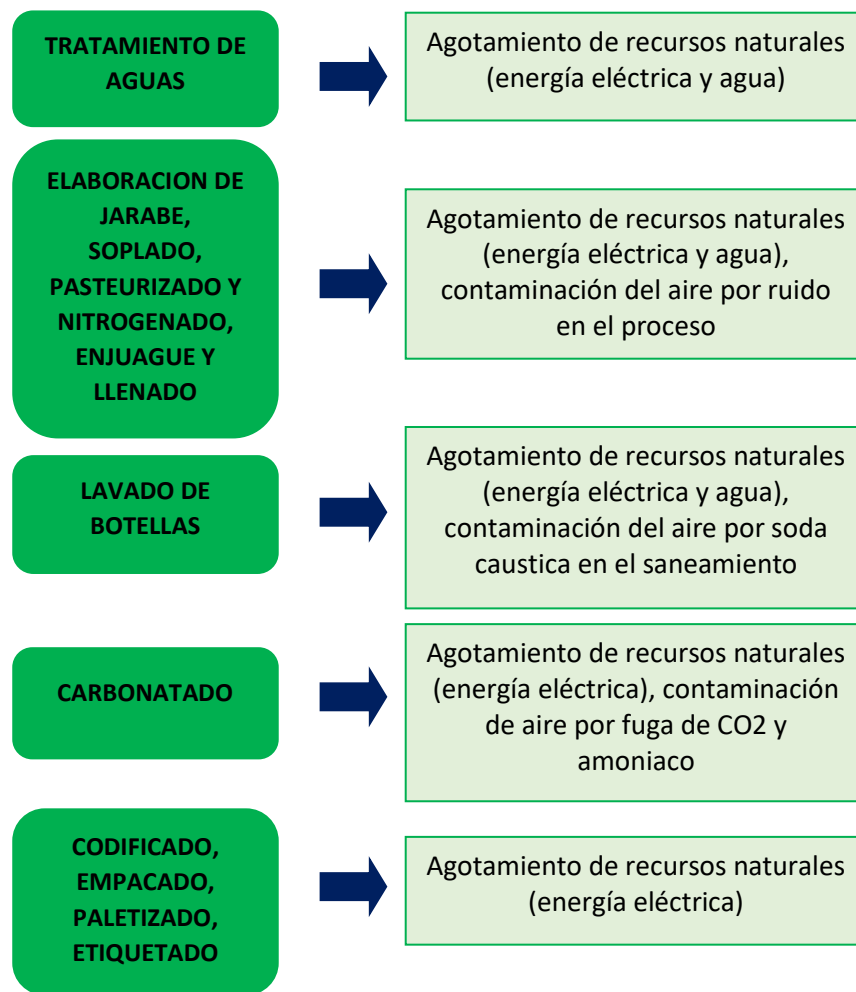 TRATAMIENTO DE
AGUAS
Agotamiento de recursos naturales
(energía eléctrica y agua)
ELABORACION DE
JARABE,
SOPLADO,
PASTEURIZADO Y
NITROGENADO,
ENJUAGUE Y
LLENADO
Agotamiento de recursos naturales
(energía eléctrica y agua),
contaminación del aire por ruido
en el proceso
LAVADO DE
BOTELLAS
Agotamiento de recursos naturales
(energía eléctrica y agua),
contaminación del aire por soda
caustica en el saneamiento
CARBONATADO
Agotamiento de recursos naturales
(energía eléctrica), contaminación
de aire por fuga de CO2 y
amoniaco
CODIFICADO,
EMPACADO,
PALETIZADO,
ETIQUETADO
Agotamiento de recursos naturales
(energía eléctrica)